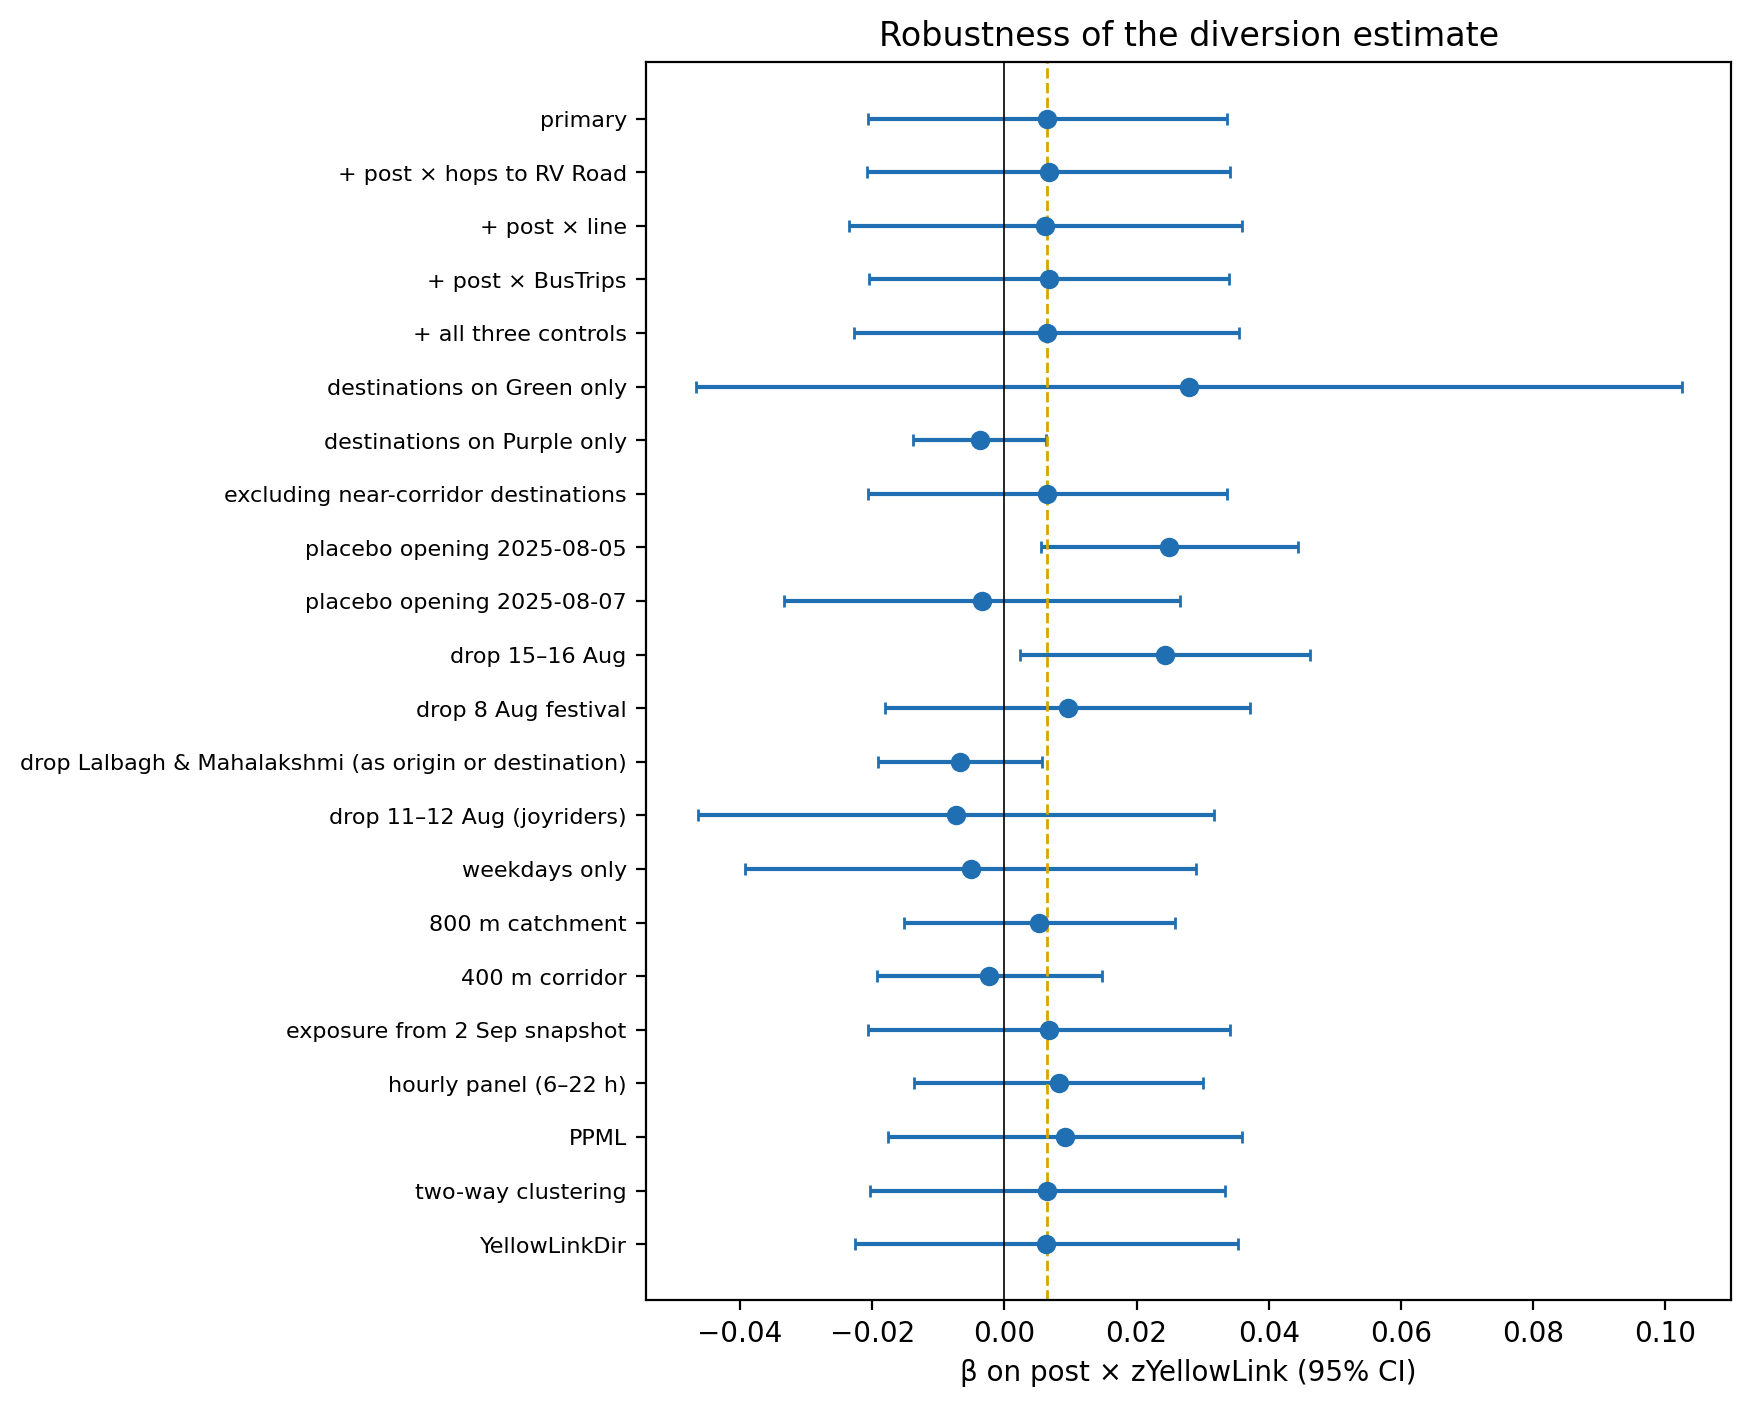 Robustness of the diversion estimate
primary
+ post × hops to RV Road
+ post × line
+ post × BusTrips
+ all three controls
destinations on Green only
destinations on Purple only
excluding near-corridor destinations
placebo opening 2025-08-05
placebo opening 2025-08-07
drop 15–16 Aug
drop 8 Aug festival
drop Lalbagh & Mahalakshmi (as origin or destination)
drop 11–12 Aug (joyriders)
weekdays only
800 m catchment
400 m corridor
exposure from 2 Sep snapshot
hourly panel (6–22 h)
PPML
two-way clustering
YellowLinkDir
−0.04 −0.02 0.00 0.02 0.04 0.06 0.08 0.10
β on post × zYellowLink (95% CI)